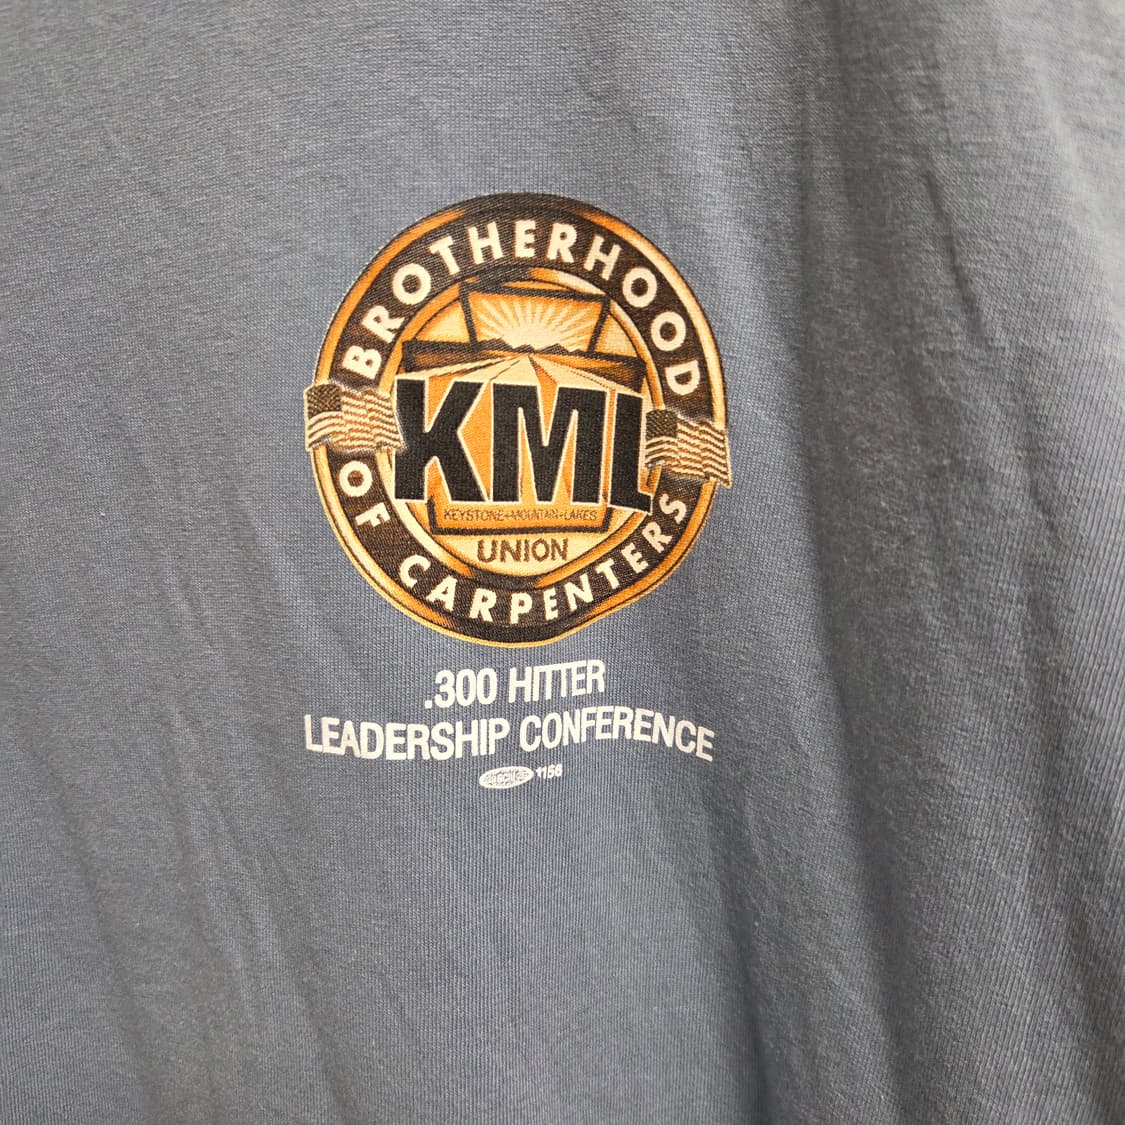 BROTHERHOOD
OF CARPENTERS
KML
KEYSTONE+MOUNTAIN+LAKES
UNION
.300 HITTER
LEADERSHIP CONFERENCE
1156